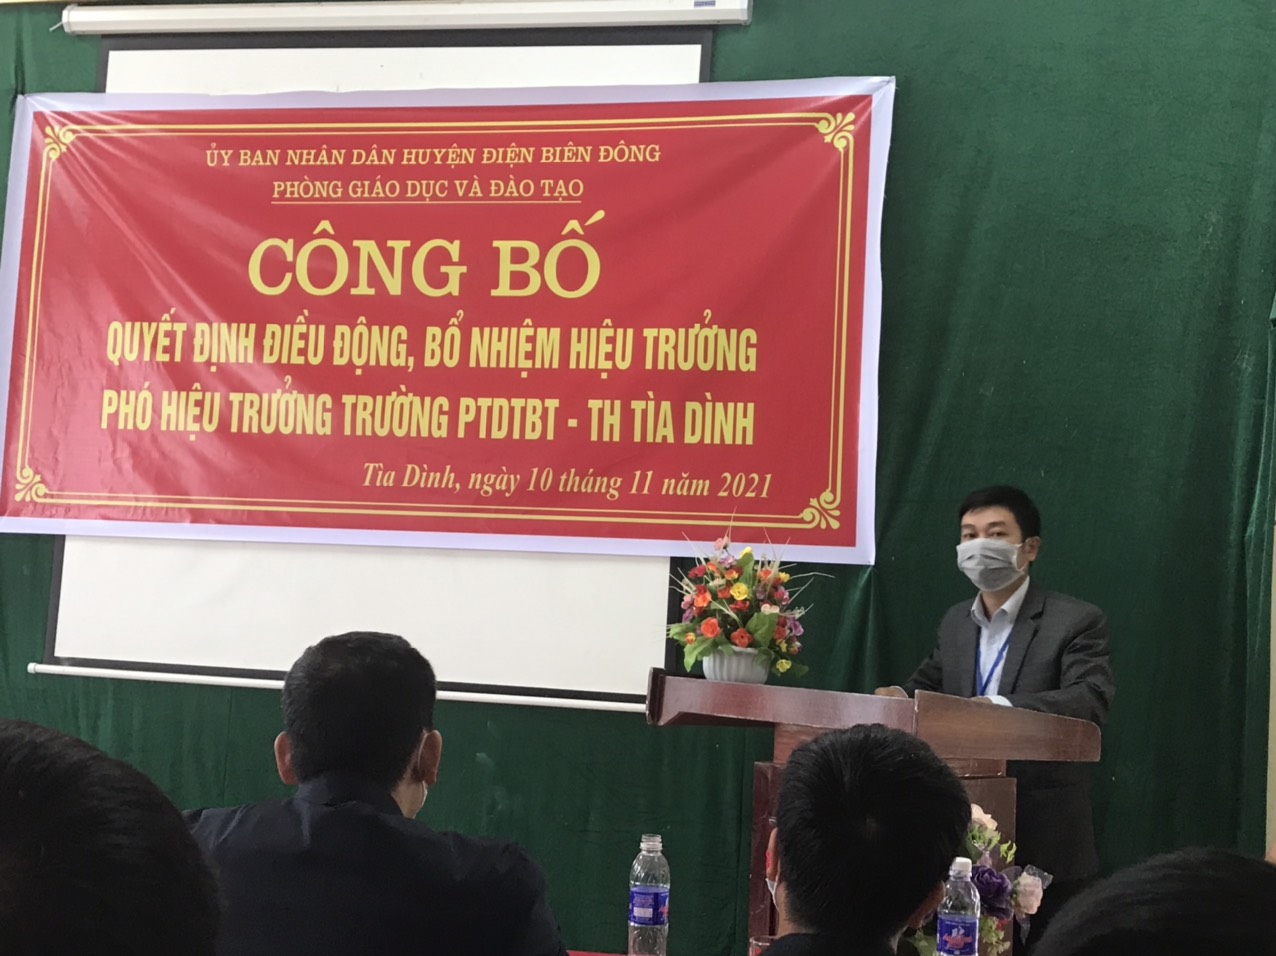 ỦY BAN NHÂN DÂN HUYỆN ĐIỆN BIÊN ĐÔNG
PHÒNG GIÁO DỤC VÀ ĐÀO TẠO
CÔNG BỐ
QUYẾT ĐỊNH ĐIỀU ĐỘNG, BỔ NHIỆM HIỆU TRƯỞNG
PHÓ HIỆU TRƯỞNG TRƯỜNG PTDTBT - TH TÌA DÌNH
Tìa Dình, ngày 10 tháng 11 năm 2021